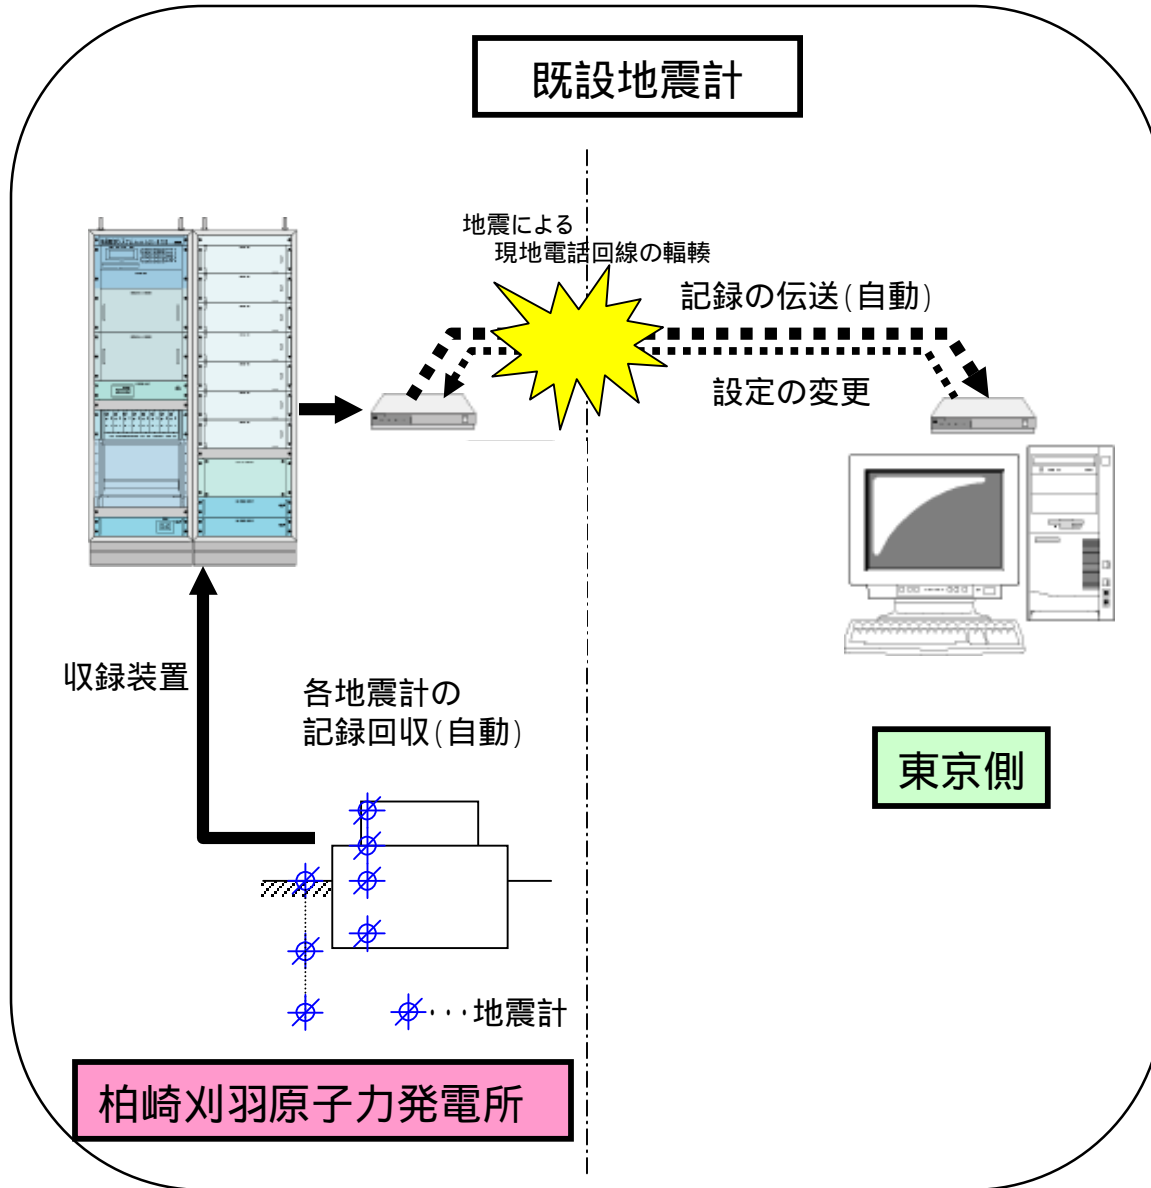 既設地震計
地震による
現地電話回線の輻輳
記録の伝送(自動)
設定の変更
収録装置
各地震計の
記録回収(自動)
東京側
・・・地震計
柏崎刈羽原子力発電所